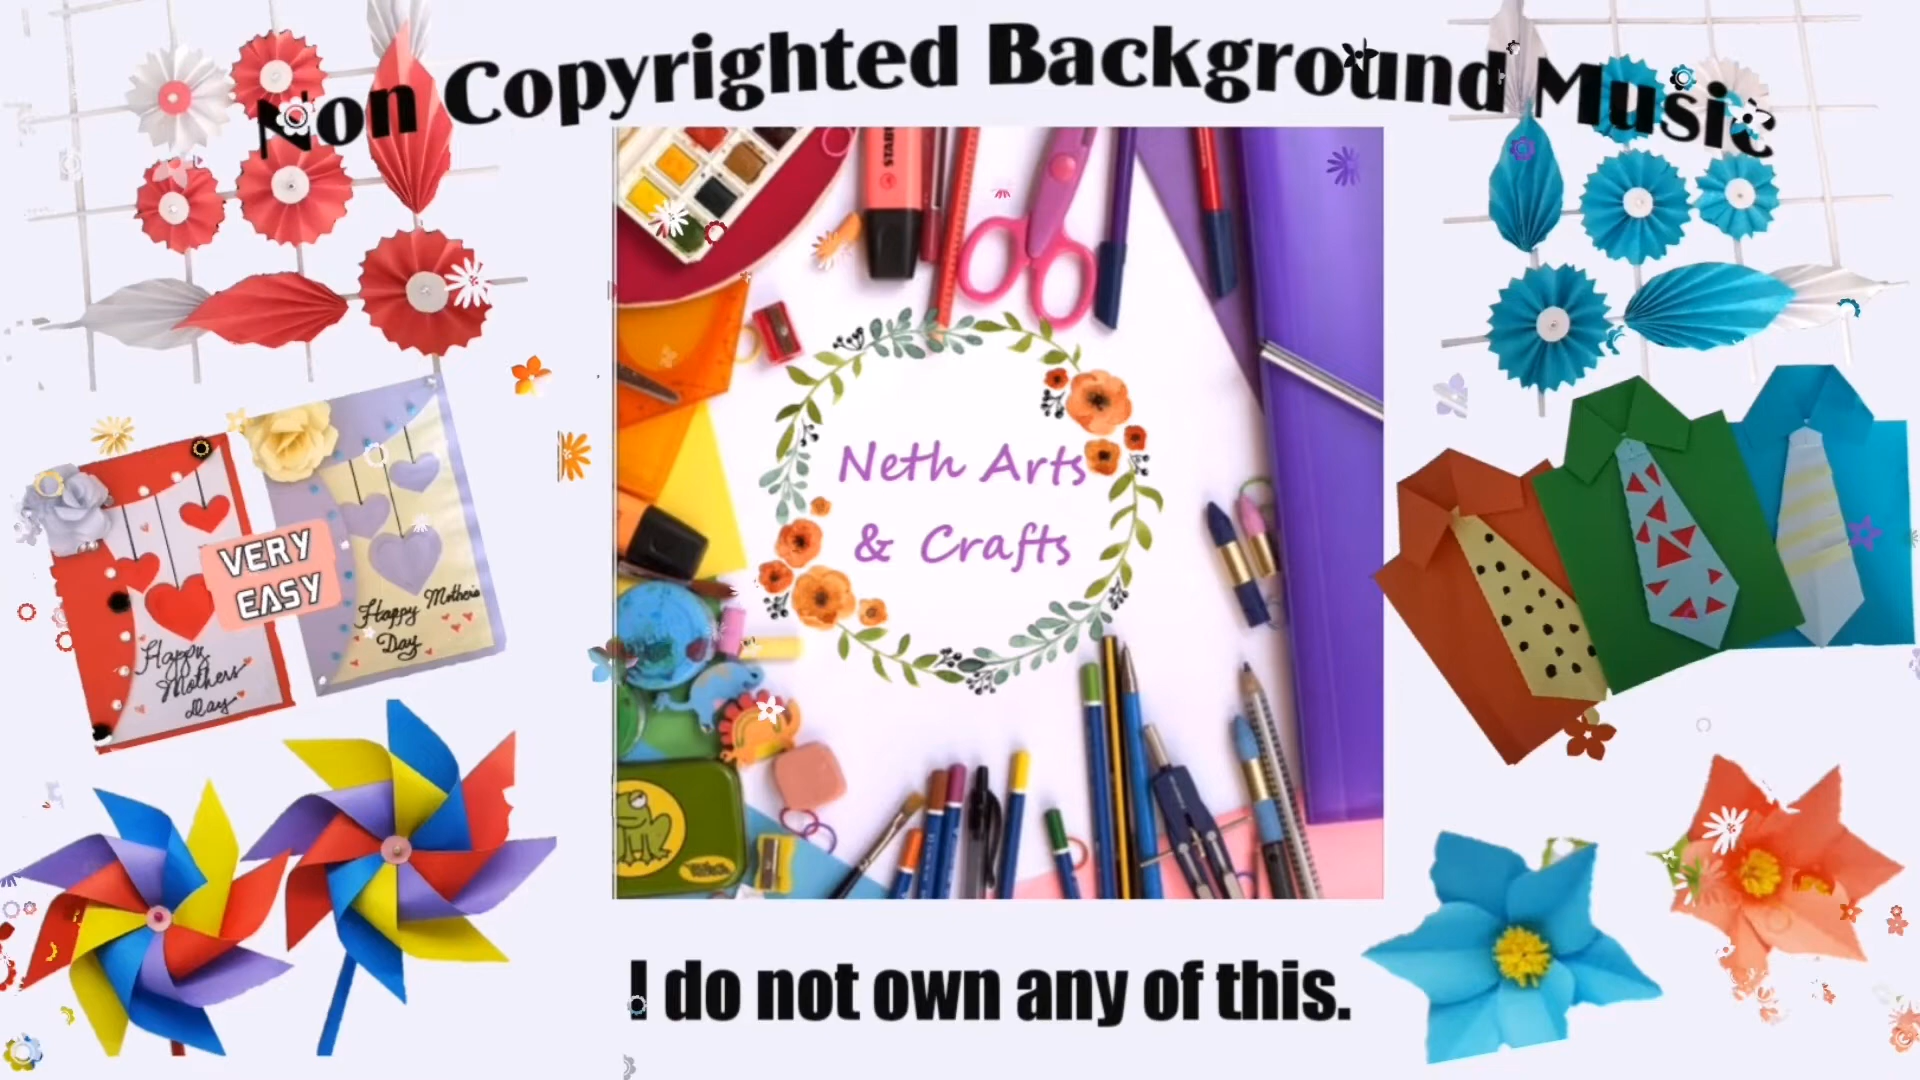 Non Copyrighted Background Music
STABI
Neth Arts
& Crafts
VERY
EASY
Happy
Mothers
Day
Happy Mothers
Day
I do not own any of this.